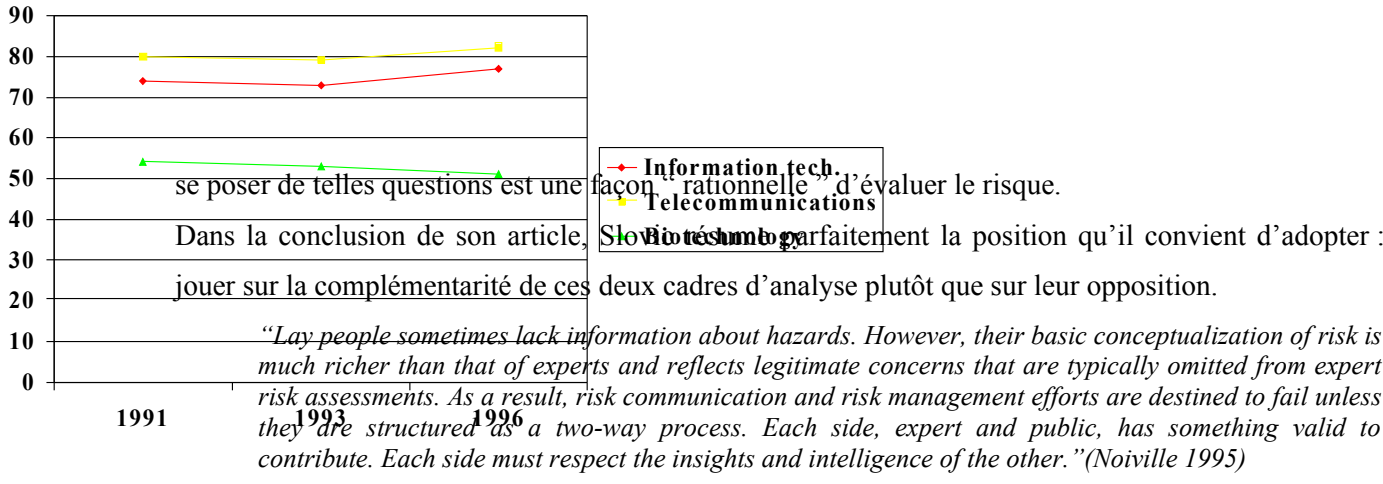 90
80
70
60
50
40
30
20
10
0
1991 1993 1996
Information tech.
Telecommunications
Biotechnology
se poser de telles questions est une façon “ rationnelle ” d’évaluer le risque.
Dans la conclusion de son article, Slovic résume parfaitement la position qu’il convient d’adopter :
jouer sur la complémentarité de ces deux cadres d’analyse plutôt que sur leur opposition.
“Lay people sometimes lack information about hazards. However, their basic conceptualization of risk is
much richer than that of experts and reflects legitimate concerns that are typically omitted from expert
risk assessments. As a result, risk communication and risk management efforts are destined to fail unless
they are structured as a two-way process. Each side, expert and public, has something valid to
contribute. Each side must respect the insights and intelligence of the other.”(Noiville 1995)